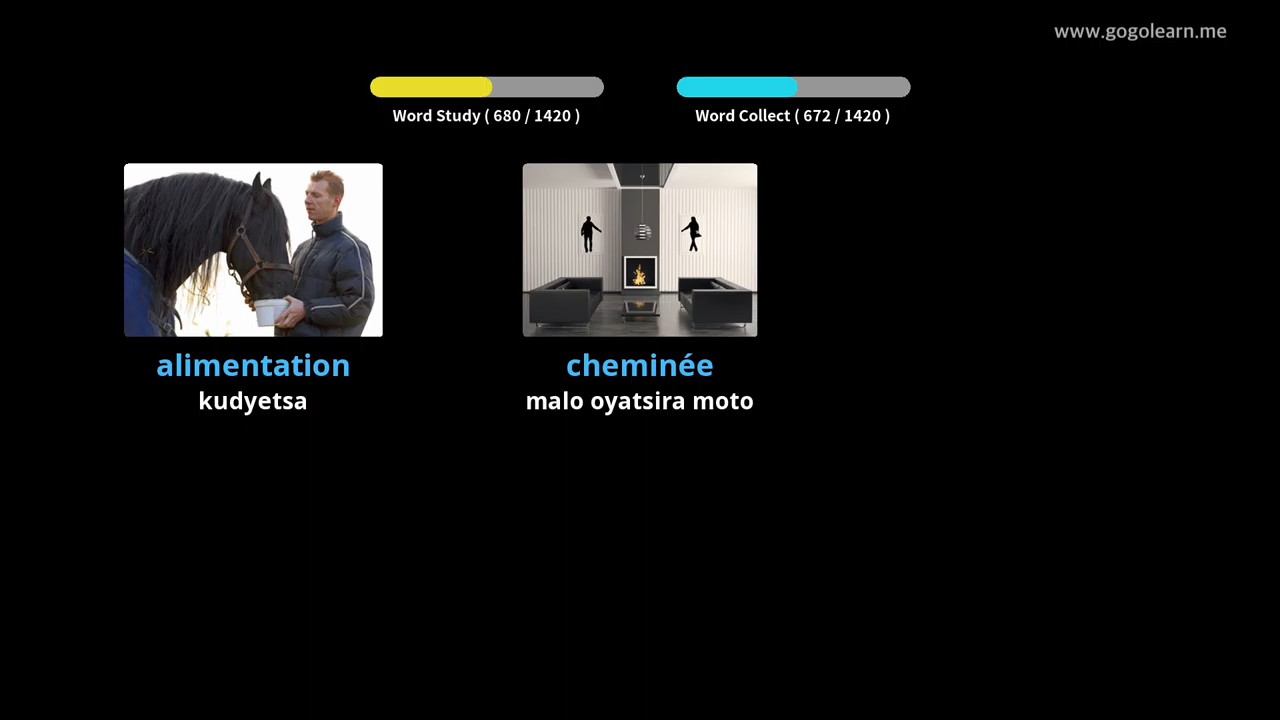 www.gogolearn.me
Word Study ( 680 / 1420 )
Word Collect ( 672 / 1420 )
alimentation
kudyetsa
cheminée
malo oyatsira moto